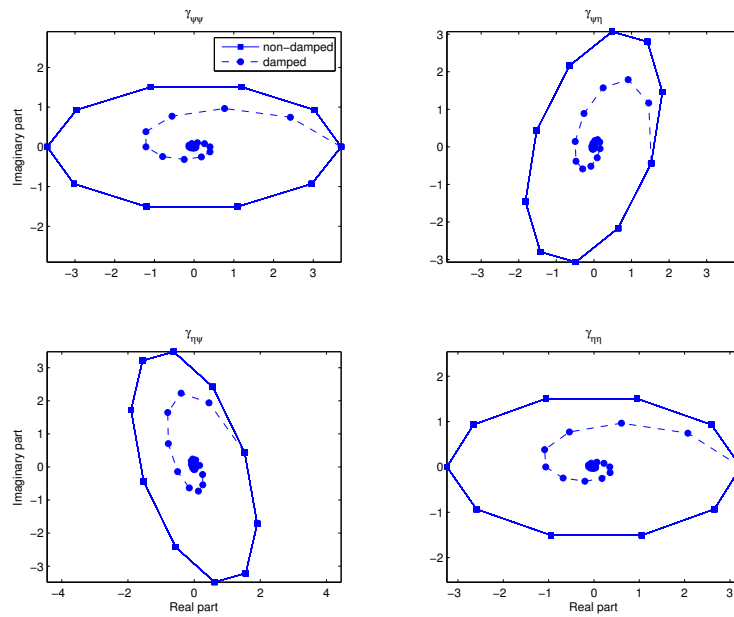 γψψ
non-damped
damped
Imaginary part
2
1
0
−1
−2
−3 −2 −1 0 1 2 3
γψη
3
2
1
0
−1
−2
−3
−3 −2 −1 0 1 2 3
γηψ
Imaginary part
3
2
1
0
−1
−2
−3
−4 −2 0 2 4
Real part
γηη
2
1
0
−1
−2
−3 −2 −1 0 1 2 3
Real part